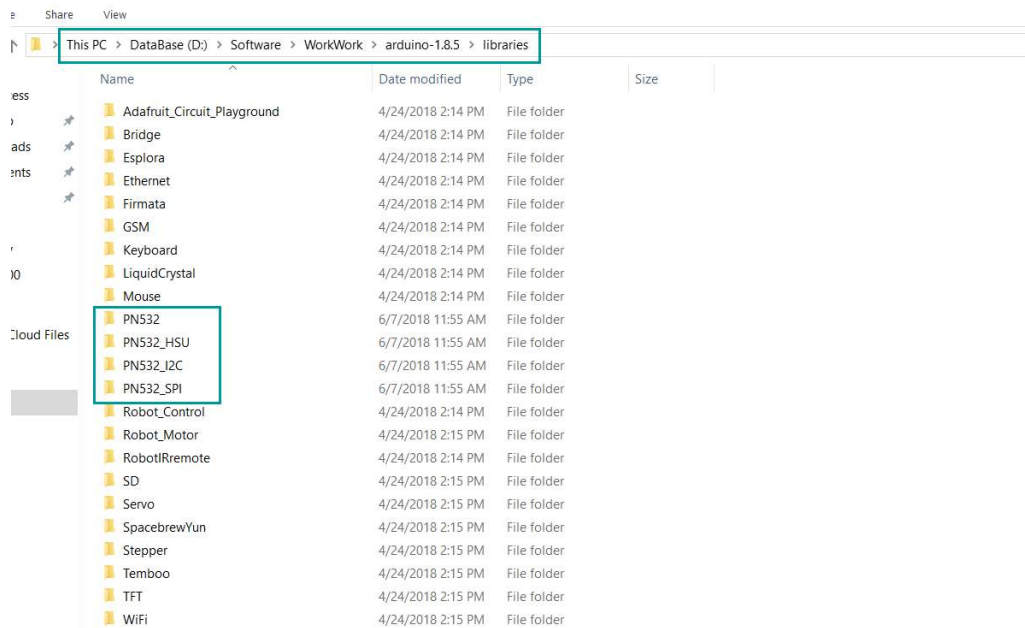 Share View
This PC > DataBase (D:) > Software > WorkWork > arduino-1.8.5 > libraries
Name Date modified Type Size
ess
ads
ents
00
Cloud Files
Adafruit_Circuit_Playground 4/24/2018 2:14 PM File folder
Bridge 4/24/2018 2:14 PM File folder
Esplora 4/24/2018 2:14 PM File folder
Ethernet 4/24/2018 2:14 PM File folder
Firmata 4/24/2018 2:14 PM File folder
GSM 4/24/2018 2:14 PM File folder
Keyboard 4/24/2018 2:14 PM File folder
LiquidCrystal 4/24/2018 2:14 PM File folder
Mouse 4/24/2018 2:14 PM File folder
PN532 6/7/2018 11:55 AM File folder
PN532_HSU 6/7/2018 11:55 AM File folder
PN532_I2C 6/7/2018 11:55 AM File folder
PN532_SPI 6/7/2018 11:55 AM File folder
Robot_Control 4/24/2018 2:14 PM File folder
Robot_Motor 4/24/2018 2:15 PM File folder
RobotIRremote 4/24/2018 2:14 PM File folder
SD 4/24/2018 2:15 PM File folder
Servo 4/24/2018 2:15 PM File folder
SpacebrewYun 4/24/2018 2:15 PM File folder
Stepper 4/24/2018 2:15 PM File folder
Temboo 4/24/2018 2:15 PM File folder
TFT 4/24/2018 2:15 PM File folder
WiFi 4/24/2018 2:15 PM File folder